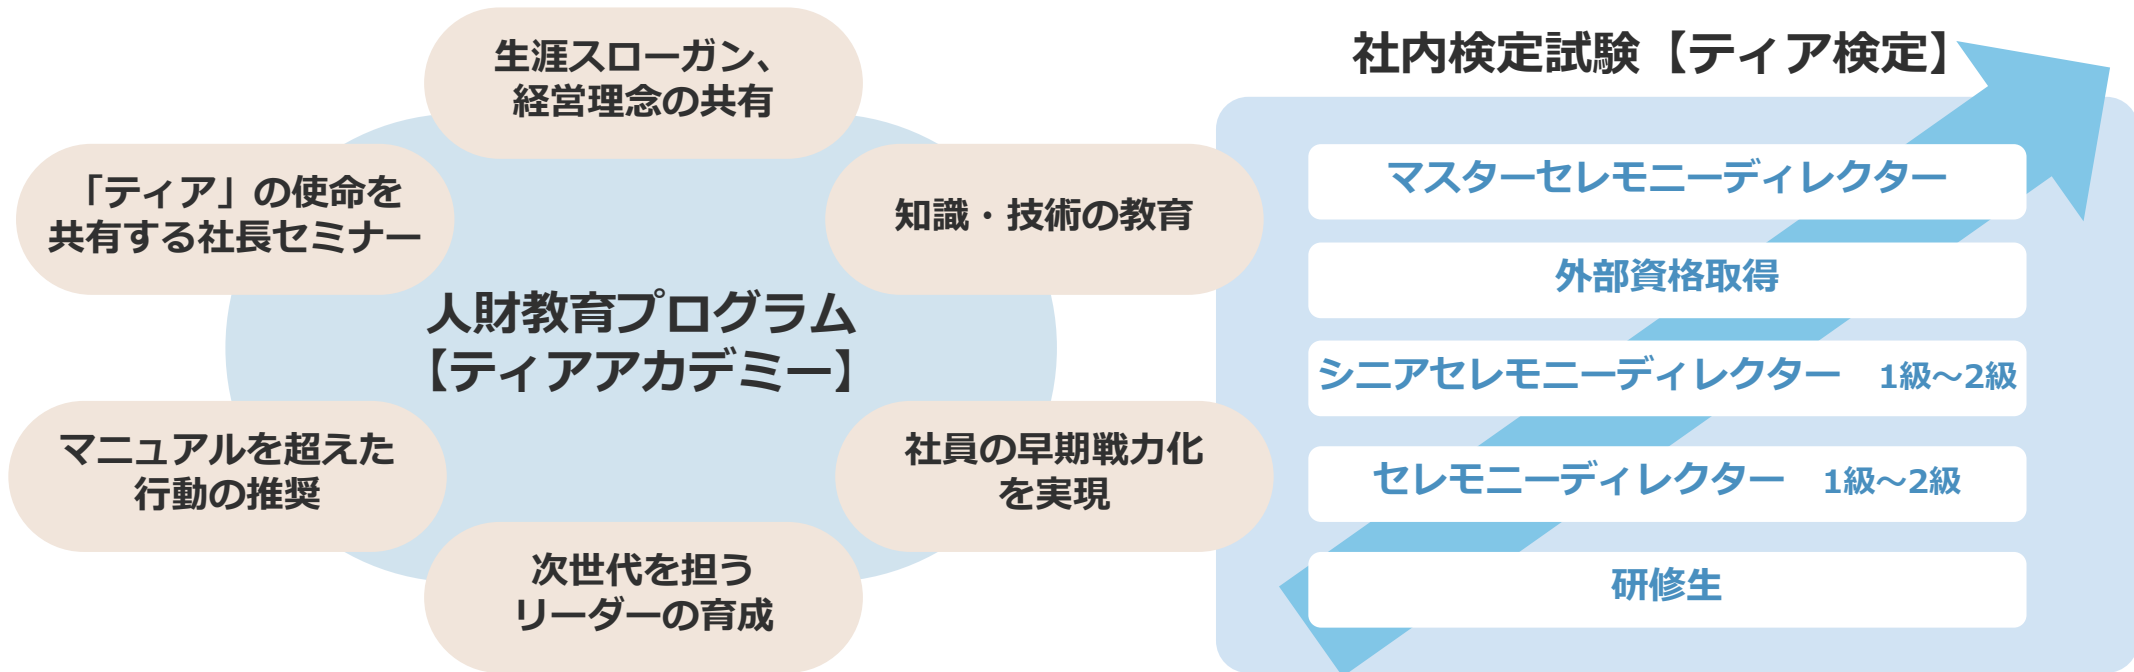 生涯スローガン、
経営理念の共有
「ティア」の使命を
共有する社長セミナー
知識・技術の教育
人財教育プログラム
【ティアアカデミー】
マニュアルを超えた
行動の推奨
社員の早期戦力化
を実現
次世代を担う
リーダーの育成
社内検定試験【ティア検定】
マスターセレモニーディレクター
外部資格取得
シニアセレモニーディレクター 1級～2級
セレモニーディレクター 1級～2級
研修生